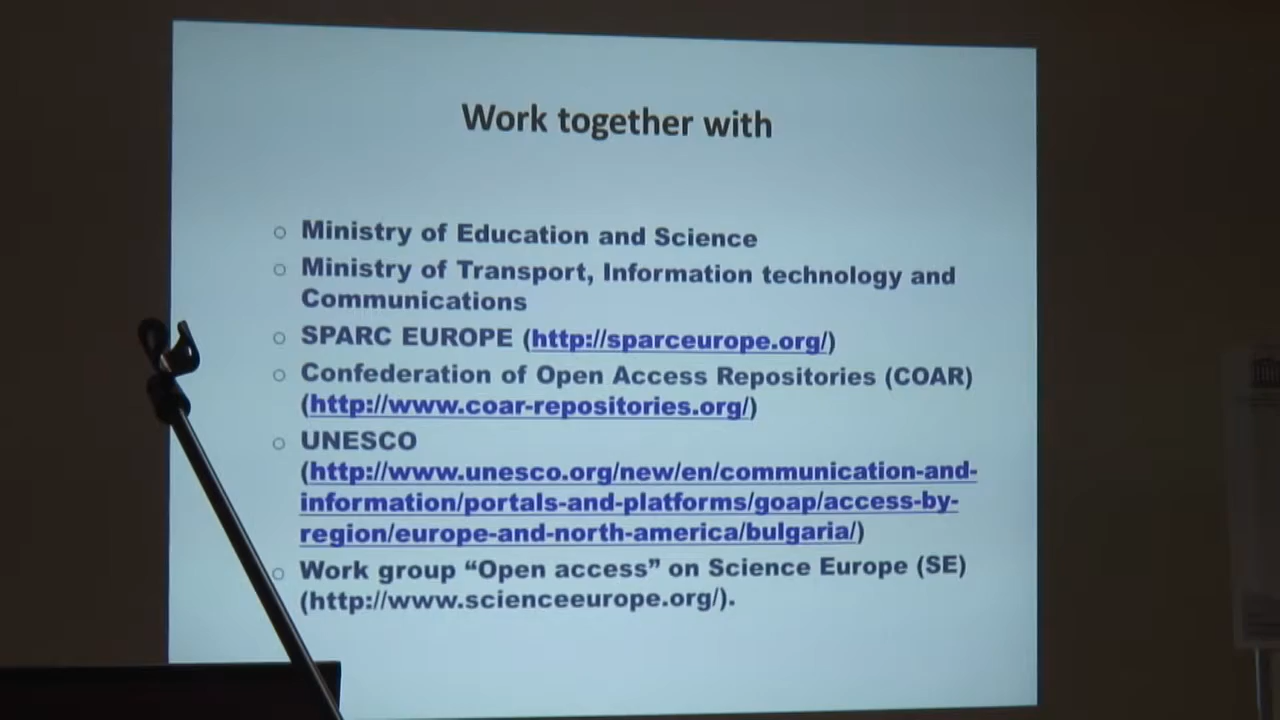 Work together with
Ministry of Education and Science
Ministry of Transport, Information technology and
Communications
SPARC EUROPE (http://sparceurope.org/)
Confederation of Open Access Repositories (COAR)
(http://www.coar-repositories.org/)
UNESCO
(http://www.unesco.org/new/en/communication-and-
information/portals-and-platforms/goap/access-by-
region/europe-and-north-america/bulgaria/)
Work group “Open access” on Science Europe (SE)
(http://www.scienceeurope.org/).